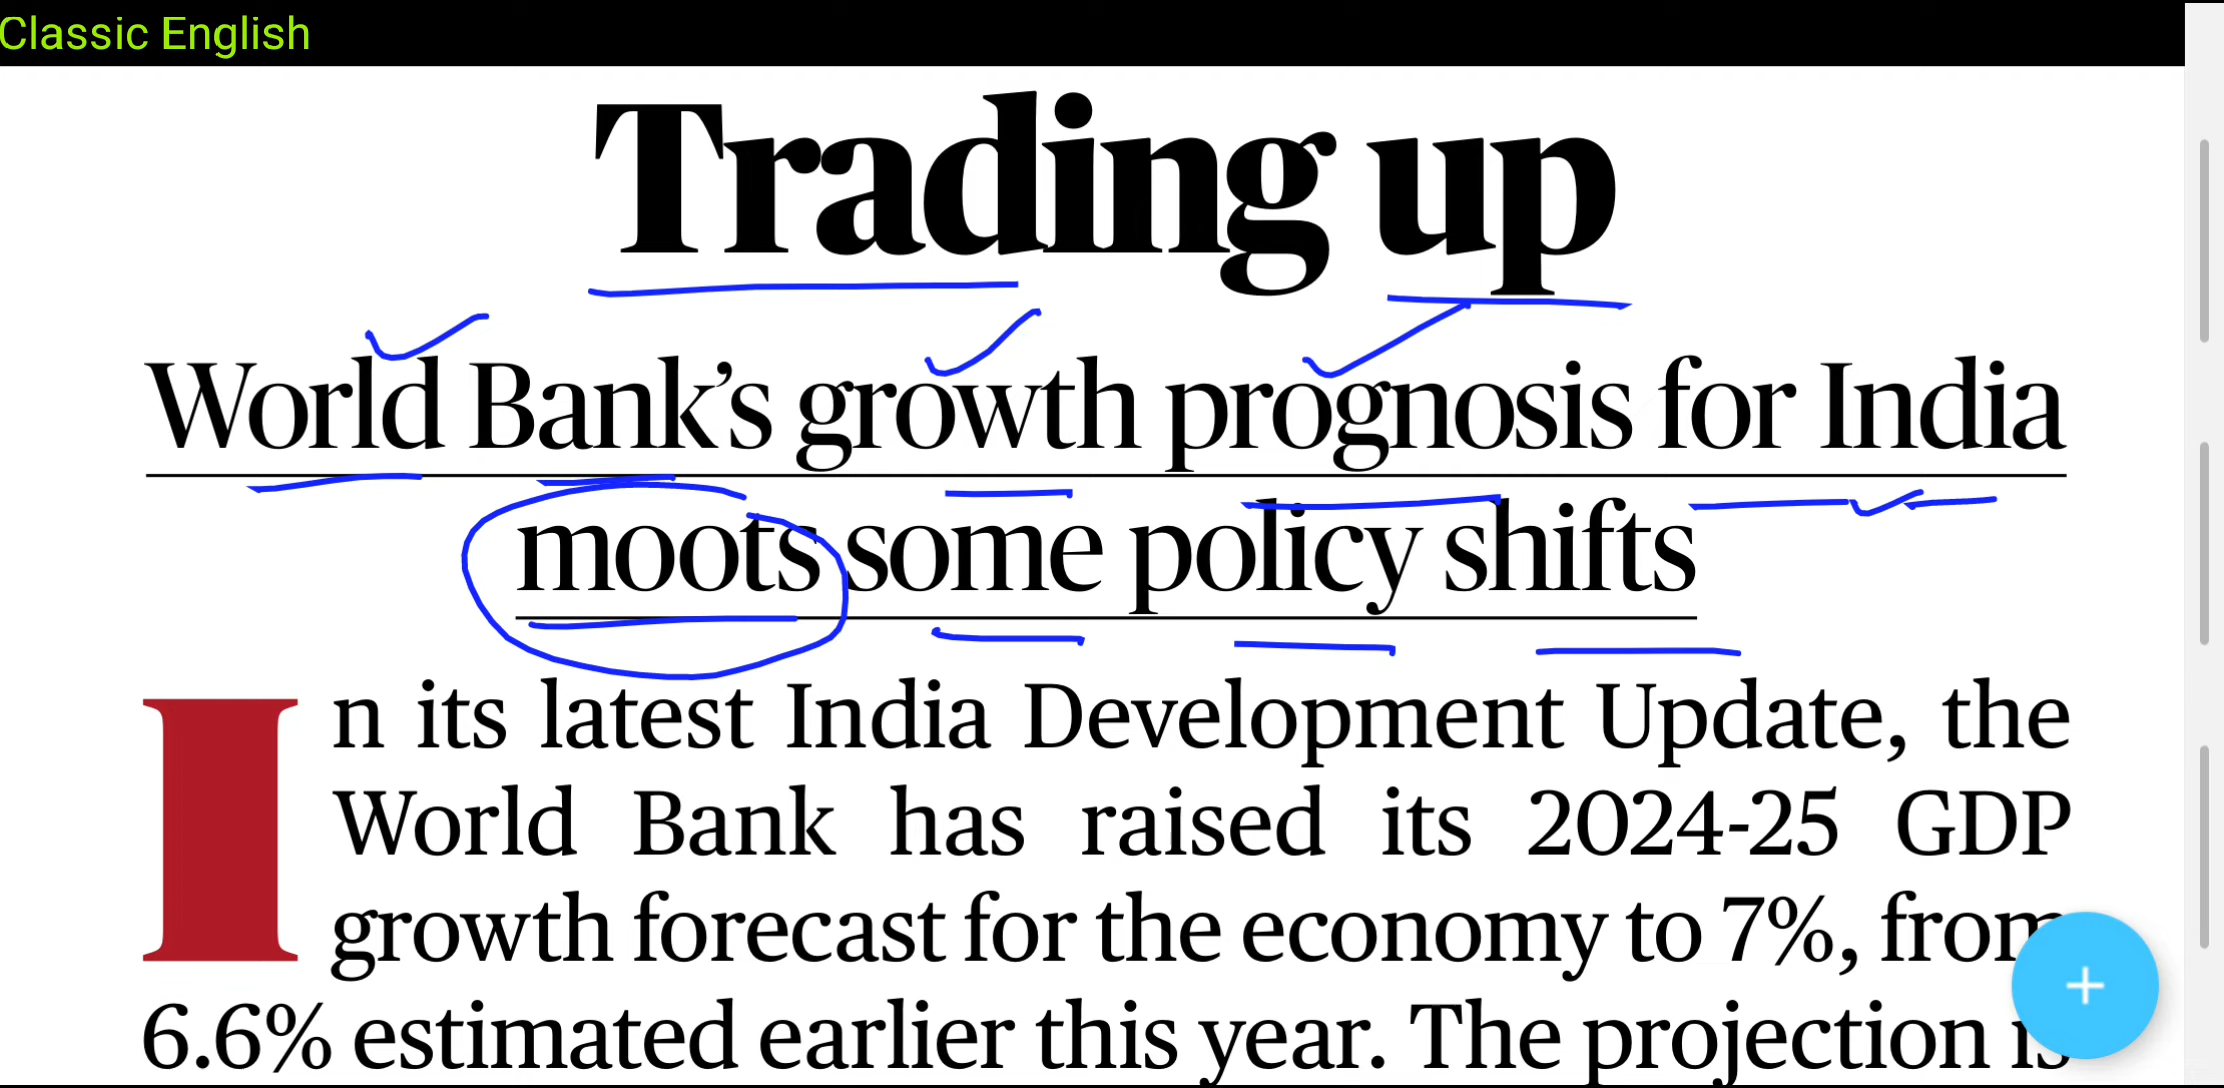 Classic English
Trading up
World Bank’s growth prognosis for India
moots some policy shifts
In its latest India Development Update, the
World Bank has raised its 2024-25 GDP
growth forecast for the economy to 7%, from
6.6% estimated earlier this year. The projection is